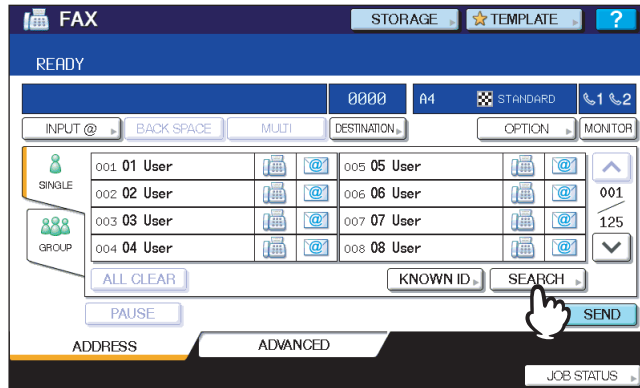 FAX
STORAGE
TEMPLATE
?
READY
0000
A4
STANDARD
1 2
INPUT @
BACK SPACE
MULTI
DESTINATION
OPTION
MONITOR
SINGLE
GROUP
001 01 User
@
005 05 User
@
002 02 User
@
006 06 User
@
003 03 User
@
007 07 User
@
004 04 User
@
008 08 User
@
001
125
ALL CLEAR
KNOWN ID
SEARCH
PAUSE
SEND
ADDRESS
ADVANCED
JOB STATUS